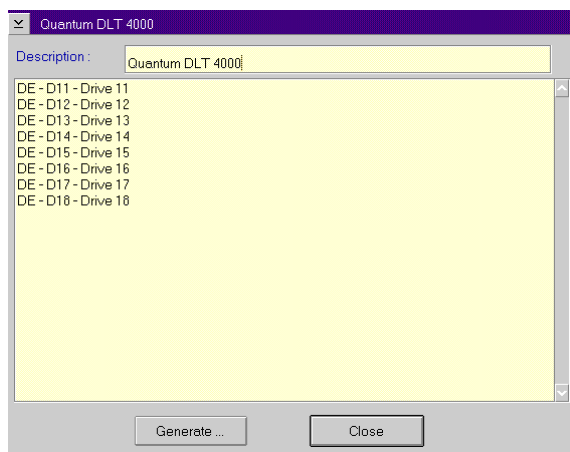 Quantum DLT 4000
Description : Quantum DLT 4000
DE - D11 - Drive 11
DE - D12 - Drive 12
DE - D13 - Drive 13
DE - D14 - Drive 14
DE - D15 - Drive 15
DE - D16 - Drive 16
DE - D17 - Drive 17
DE - D18 - Drive 18
Generate ... Close